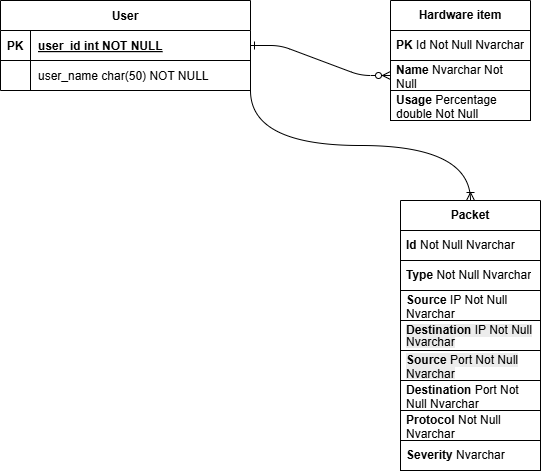 User
PK user_id int NOT NULL
user_name char(50) NOT NULL
Hardware item
PK Id Not Null Nvarchar
Name Nvarchar Not
Null
Usage Percentage
double Not Null
Packet
Id Not Null Nvarchar
Type Not Null Nvarchar
Source IP Not Null
Nvarchar
Destination IP Not Null
Nvarchar
Source Port Not Null
Nvarchar
Destination Port Not
Null Nvarchar
Protocol Not Null
Nvarchar
Severity Nvarchar